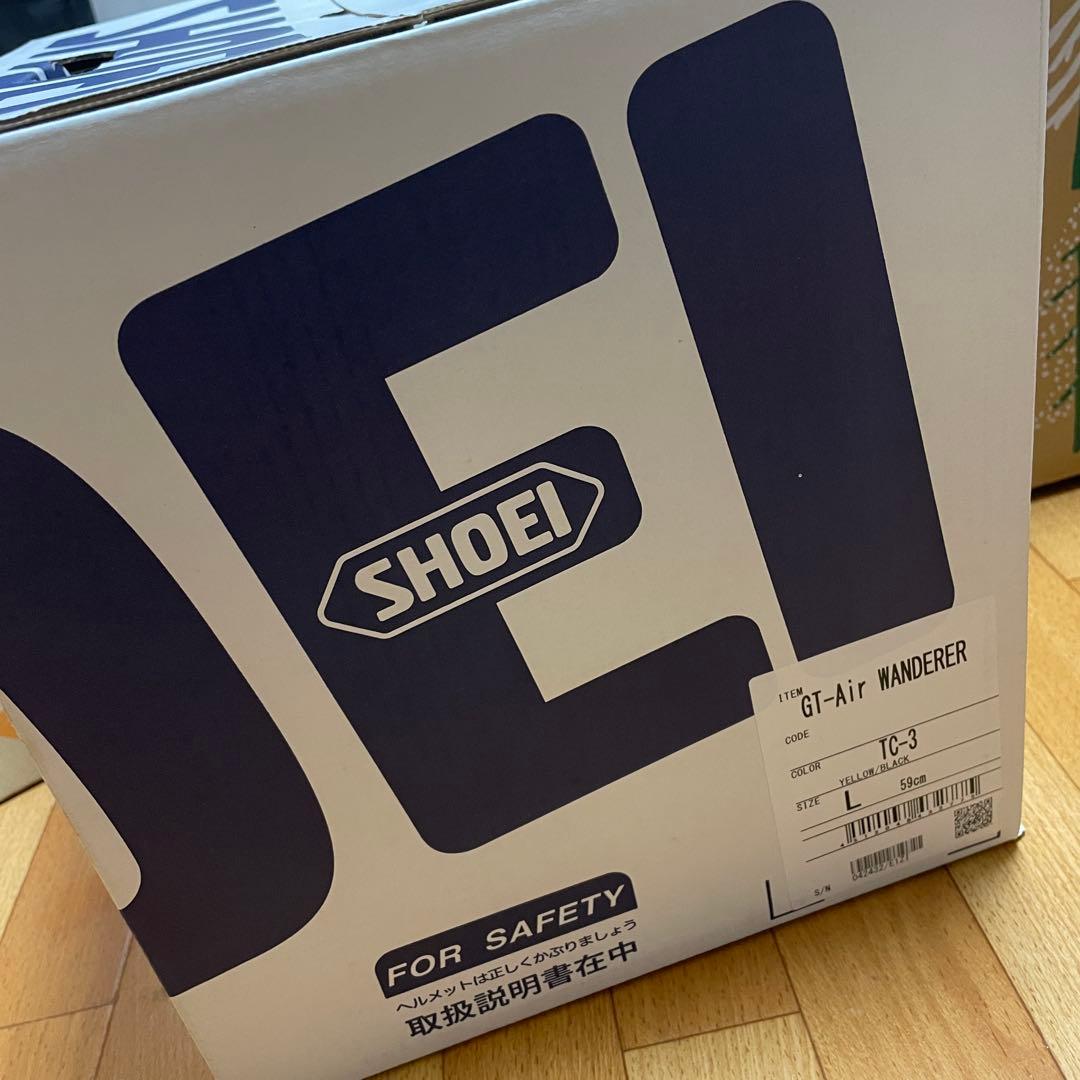 SHOEI
ITEM
GT-Air WANDERER
CODE
COLOR TC-3
YELLOW/BLACK
SIZE L 59cm
S/N
042432/E121
FOR SAFETY
ヘルメットは正しくかぶりましょう
取扱説明書在中